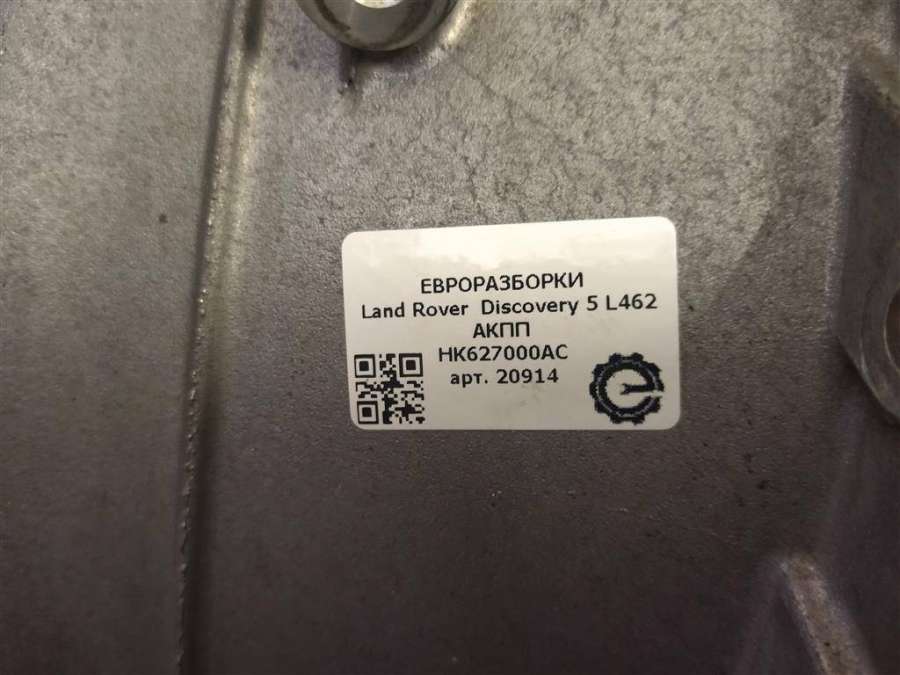 ЕВРОРАЗБОРКИ
Land Rover Discovery 5 L462
АКПП
HK627000AC
арт. 20914